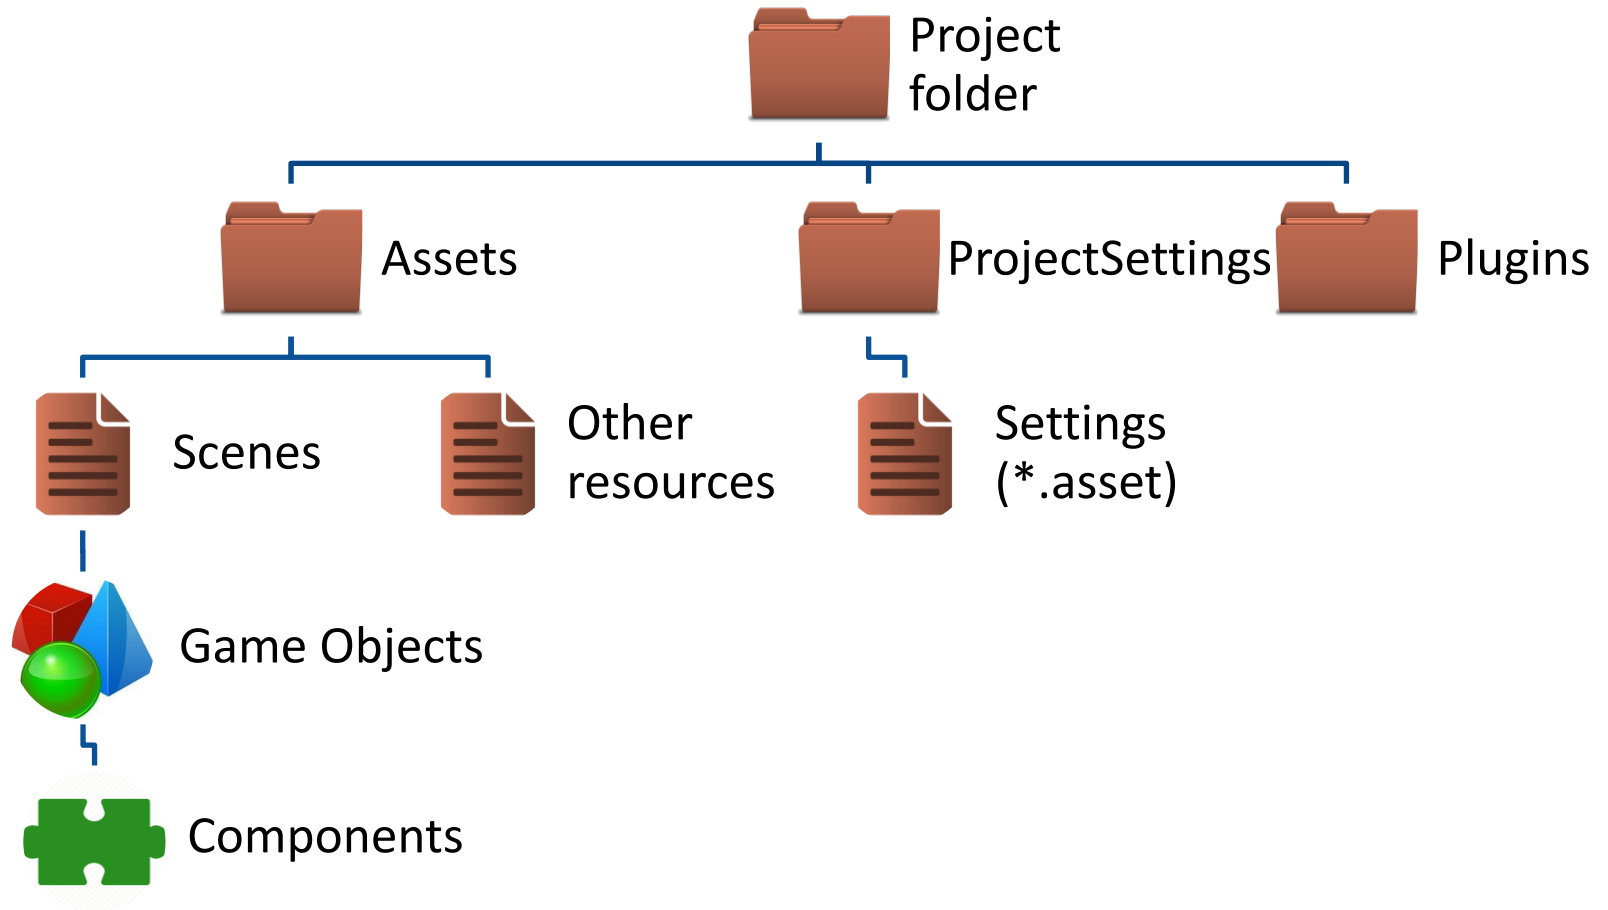 Project
folder
Assets
ProjectSettings
Plugins
Scenes
Other
resources
Settings
(*.asset)
Game Objects
Components